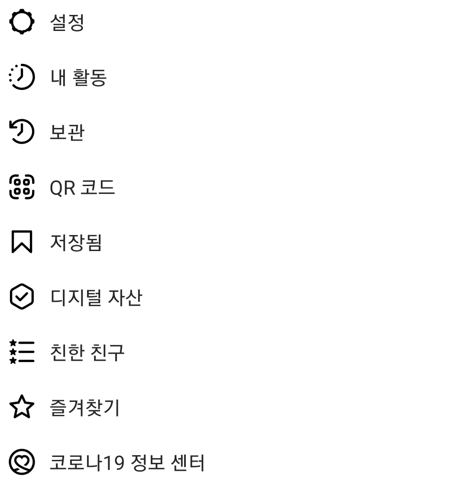 설정
내 활동
보관
QR 코드
저장됨
디지털 자산
친한 친구
즐겨찾기
코로나19 정보 센터